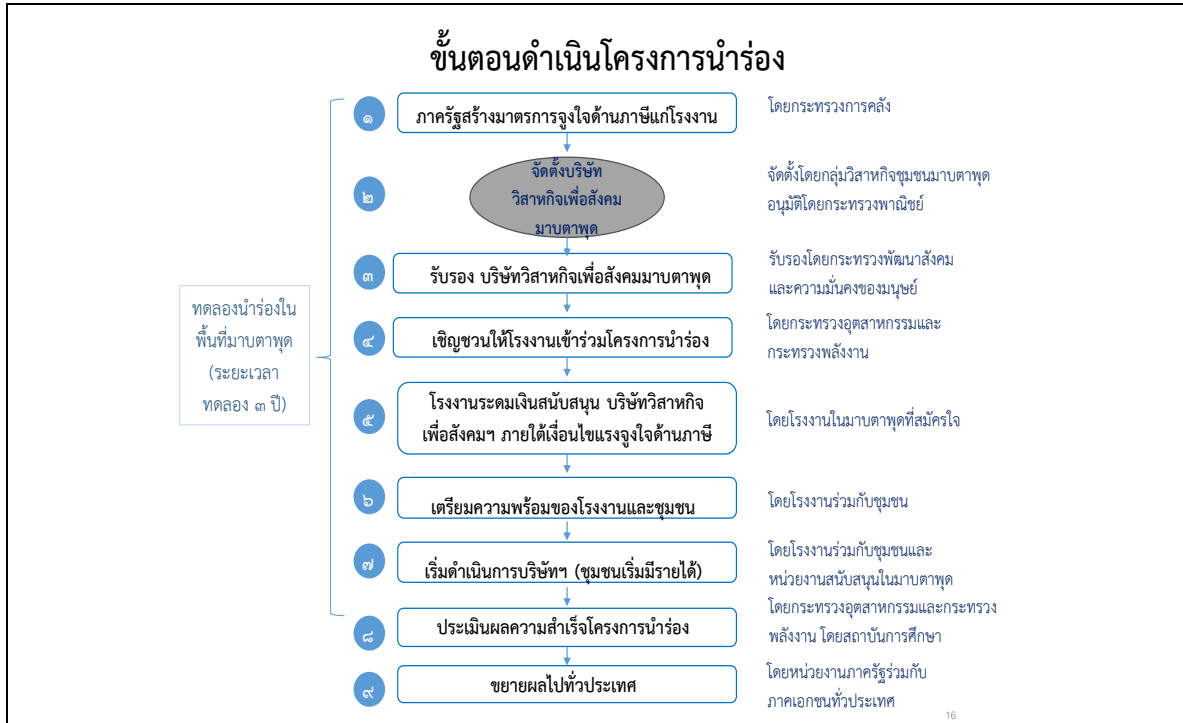 ขั้นตอนดำเนินโครงการนำร่อง
๑
ภาครัฐสร้างมาตรการจูงใจด้านภาษีแก่โรงงาน
โดยกระทรวงการคลัง
๒
จัดตั้งบริษัท
วิสาหกิจเพื่อสังคม
มาบตาพุด
จัดตั้งโดยกลุ่มวิสาหกิจชุมชนมาบตาพุด
อนุมัติโดยกระทรวงพาณิชย์
๓
รับรอง บริษัทวิสาหกิจเพื่อสังคมมาบตาพุด
รับรองโดยกระทรวงพัฒนาสังคม
และความมั่นคงของมนุษย์
ทดลองนำร่องใน
พื้นที่มาบตาพุด
(ระยะเวลา
ทดลอง ๓ ปี)
๔
เชิญชวนให้โรงงานเข้าร่วมโครงการนำร่อง
โดยกระทรวงอุตสาหกรรมและ
กระทรวงพลังงาน
๕
โรงงานระดมเงินสนับสนุน บริษัทวิสาหกิจ
เพื่อสังคมฯ ภายใต้เงื่อนไขแรงจูงใจด้านภาษี
โดยโรงงานในมาบตาพุดที่สมัครใจ
๖
เตรียมความพร้อมของโรงงานและชุมชน
โดยโรงงานร่วมกับชุมชน
๗
เริ่มดำเนินการบริษัทฯ (ชุมชนเริ่มมีรายได้)
โดยโรงงานร่วมกับชุมชนและ
หน่วยงานสนับสนุนในมาบตาพุด
๘
ประเมินผลความสำเร็จโครงการนำร่อง
โดยกระทรวงอุตสาหกรรมและกระทรวง
พลังงาน โดยสถาบันการศึกษา
๙
ขยายผลไปทั่วประเทศ
โดยหน่วยงานภาครัฐร่วมกับ
ภาคเอกชนทั่วประเทศ
16